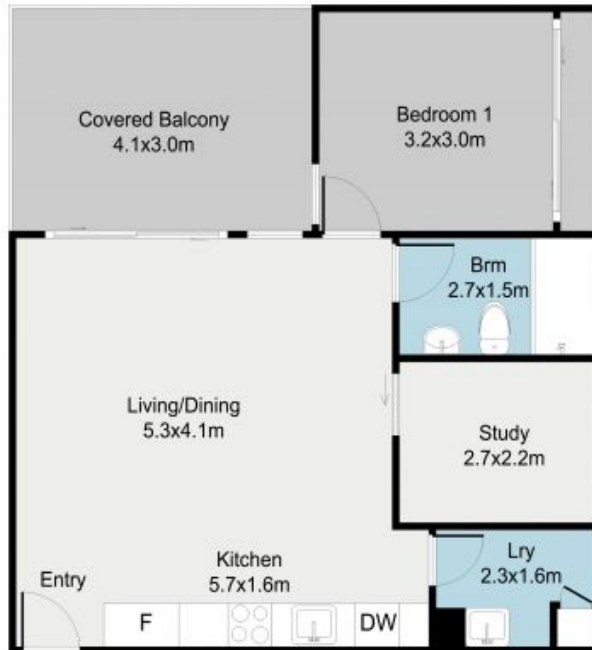 Covered Balcony
4.1x3.0m
Bedroom 1
3.2x3.0m
Brm
2.7x1.5m
Living/Dining
5.3x4.1m
Study
2.7x2.2m
Kitchen
5.7x1.6m
Lry
2.3x1.6m
Entry
F
DW